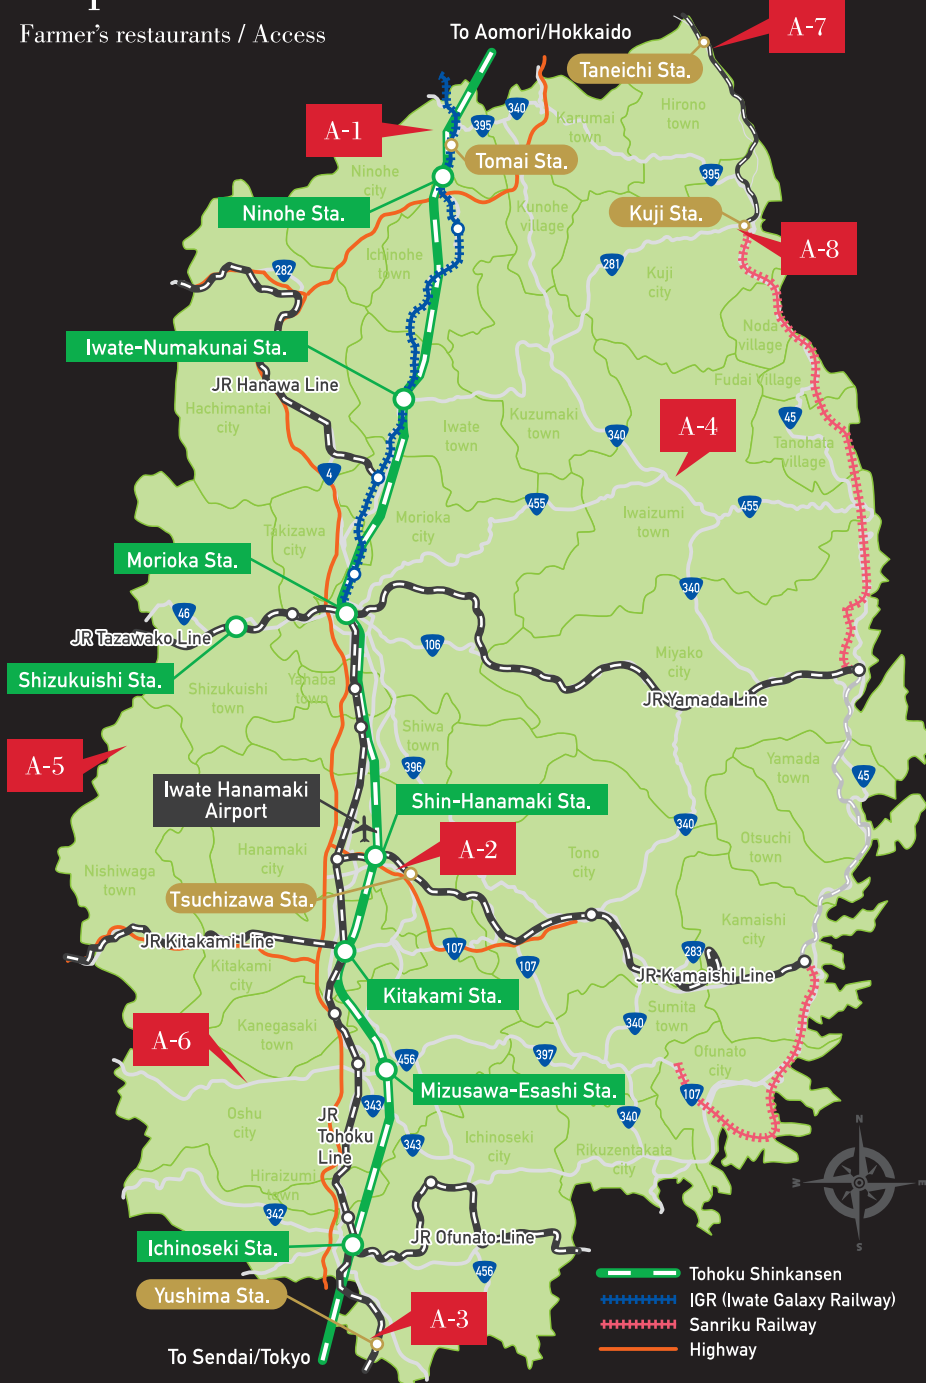 Farmer's restaurants / Access
To Aomori/Hokkaido
A-7
Taneichi Sta.
Hirono
town
340
395
Karumai
town
A-1
Tomai Sta.
395
Ninohe
city
Ninohe Sta.
Kunohe
village
Kuji Sta.
A-8
Ichinohe
town
282
281
Kuji
city
Noda
village
Iwate-Numakunai Sta.
JR Hanawa Line
Fudai Village
Hachimantai
city
Iwate
town
Kuzumaki
town
340
A-4
45
Tanohata
village
4
455
455
Iwaizumi
town
Takizawa
city
Morioka
city
Morioka Sta.
340
46
JR Tazawako Line
106
Shizukuishi Sta.
Shizukuishi
town
Yahaba
town
Miyako
city
JR Yamada Line
Shiwa
town
A-5
396
Yamada
town
45
Iwate Hanamaki
Airport
Shin-Hanamaki Sta.
340
A-2
Hanamaki
city
Tono
city
Otsuchi
town
Nishiwaga
town
Tsuchizawa Sta.
Kamaishi
city
JR Kitakami Line
107
107
283
JR Kamaishi Line
Kitakami
city
Kitakami Sta.
Sumita
town
340
Kanegasaki
town
A-6
456
397
Ofunato
city
Mizusawa-Esashi Sta.
107
343
340
Oshu
city
JR
Tohoku
Line
343
Ichinoseki
city
Rikuzentakata
city
N
W
E
S
Hiraizumi
town
342
JR Ofunato Line
Ichinoseki Sta.
456
Yushima Sta.
A-3
To Sendai/Tokyo
Tohoku Shinkansen
IGR (Iwate Galaxy Railway)
Sanriku Railway
Highway